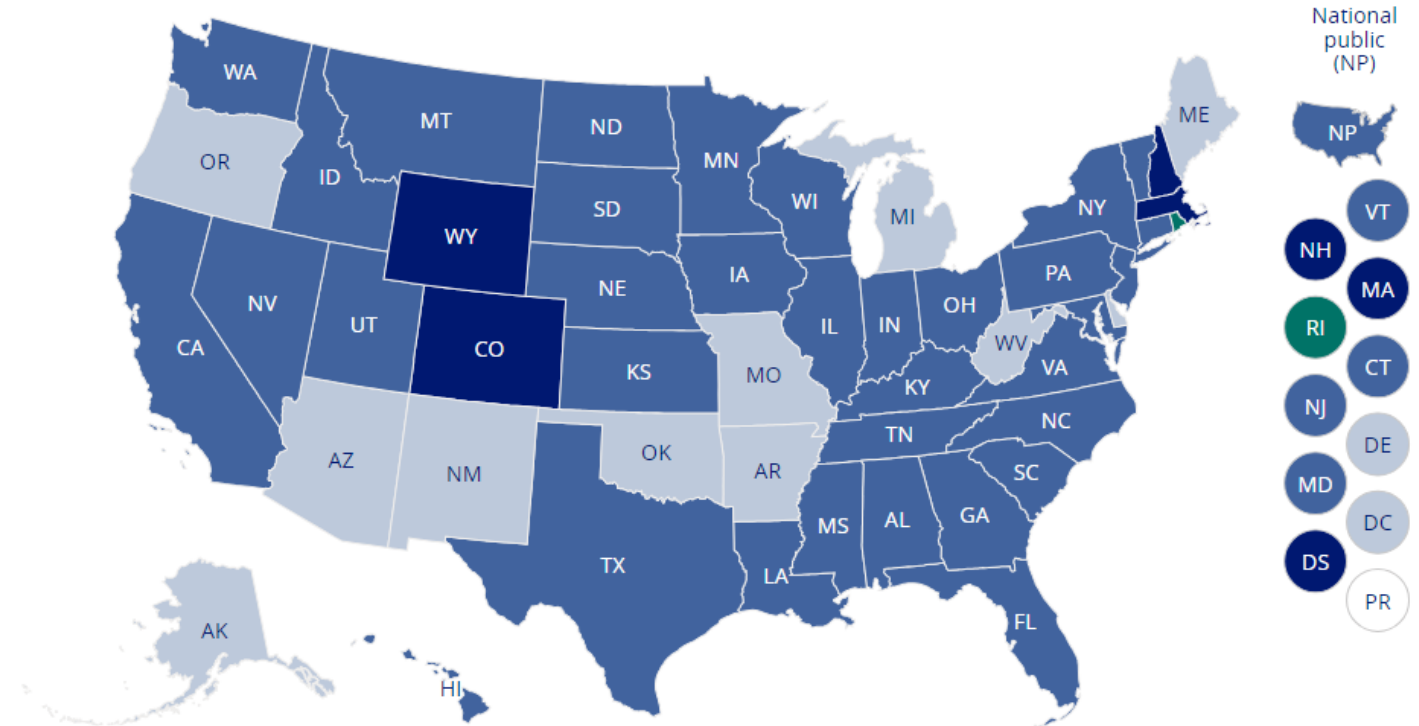 National
public
(NP)
WA
MT
ND
MN
ME
NP
OR
ID
SD
WI
MI
NY
VT
WY
NH
MA
NV
UT
NE
IA
PA
CA
CO
IL
IN
OH
RI
KS
MO
WV
VA
CT
KY
NJ
AZ
NM
OK
AR
TN
NC
DE
SC
MD
TX
LA
MS
AL
GA
DC
DS
AK
HI
FL
PR